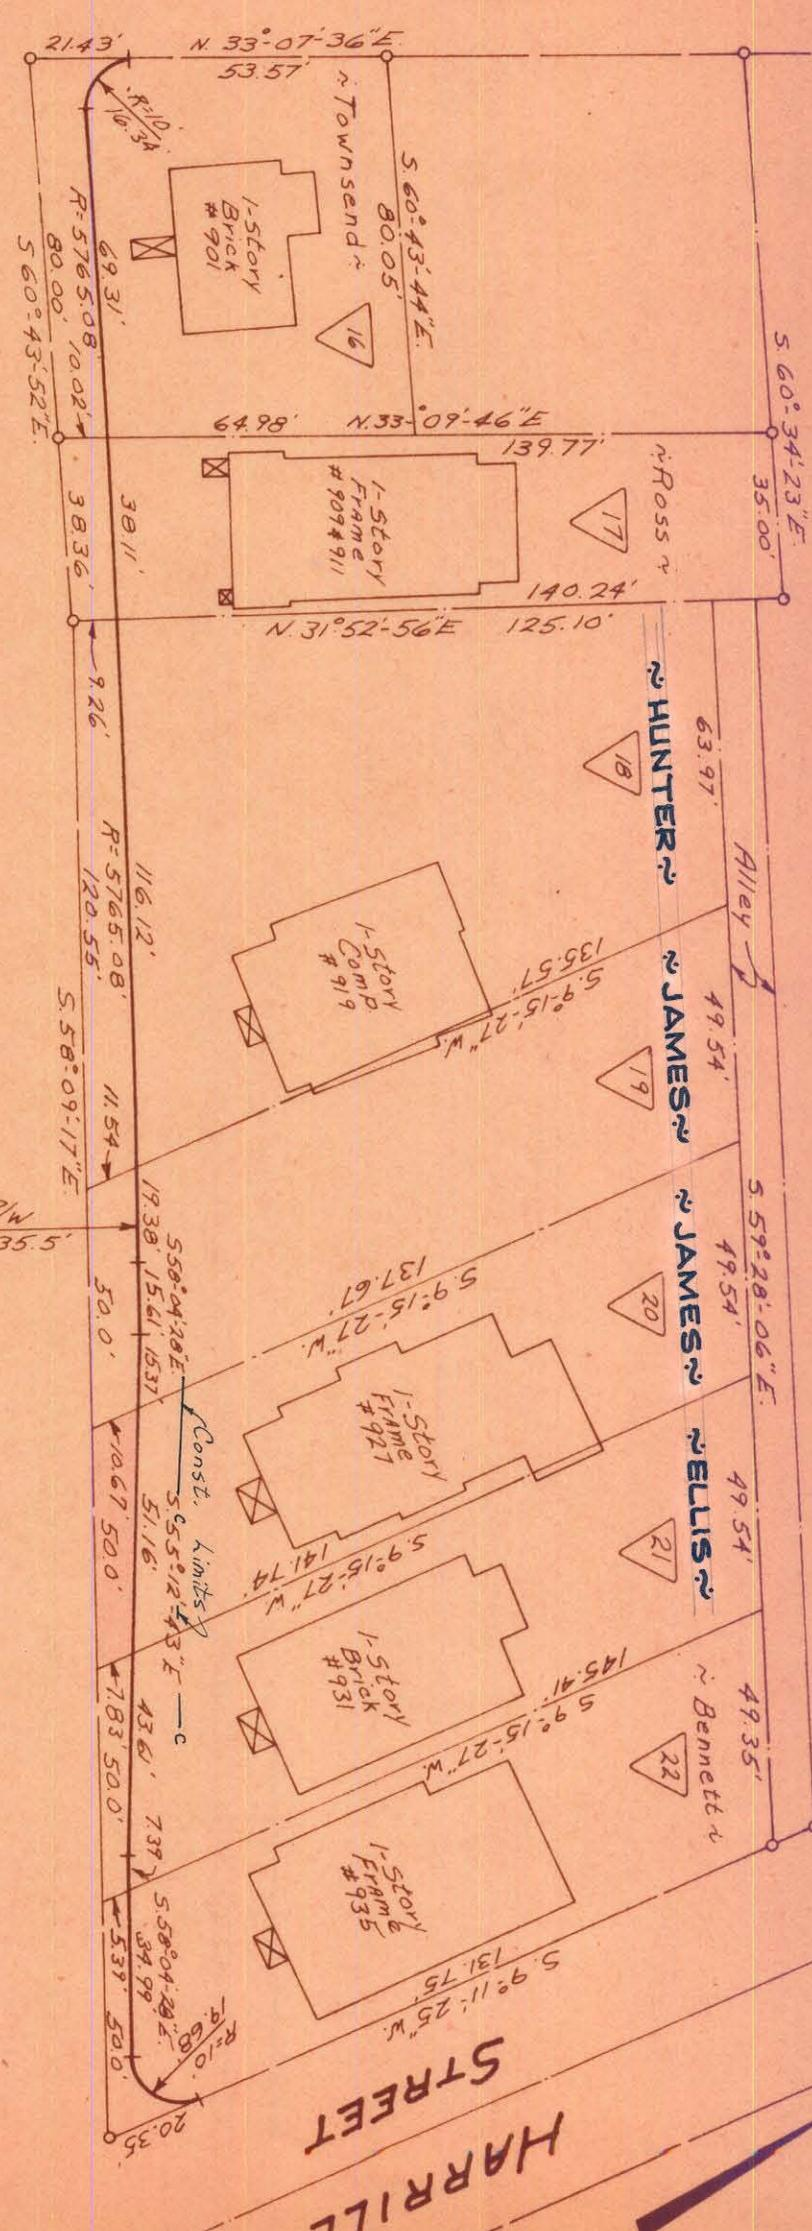 21.43'
N. 33°-07'-36"E.
53.57'
R=10'
16.34'
~Townsend~
S. 60°-43'-44"E.
80.05'
1-Story
Brick
#901
16
69.31'
R=5765.08'
10.02'
80.00'
S 60°-43'-52"E.
64.98'
N.33°-09'-46"E
139.77'
S. 60°-34'-23"E.
35.00'
~Ross~
17
1-Story
Frame
#909#911
38.11'
38.36'
140.24'
N. 31°52'-56"E
125.10'
9.26'
~HUNTER~
18
63.97'
Alley
116.12'
R=5765.08'
120.55'
S.58°-09'-17"E.
11.54
1-Story
Comp
#919
135.57'
S.9°-15'-27"W.
~JAMES~
19
49.54'
35.5'
19.38'
15.61'
15.37'
S58°-04'-28"E.
50.0'
137.67'
S.9°-15'-27"W.
~JAMES~
20
49.54'
S.59°-28'-06"E.
1-Story
Frame
#927
Const. Limits
10.67'
50.0'
51.16'
S.55°-12'-43"E
C
c
141.74'
S.9°-15'-27"W
~ELLIS~
21
49.54'
1-Story
Brick
#931
7.83'
50.0'
43.61'
7.39
145.41'
S.9°-15'-27"W.
~Bennett~
22
49.35'
1-Story
Frame
#935
5.39'
50.0'
S.58°04'-28"E.
34.99'
R=10'
19.68'
131.75'
S.9°-11'-25"W.
20.35'
STREET
HARRILL